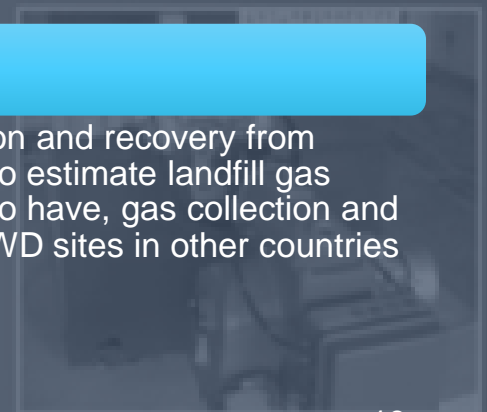 on and recovery from
o estimate landfill gas
o have, gas collection and
WD sites in other countries